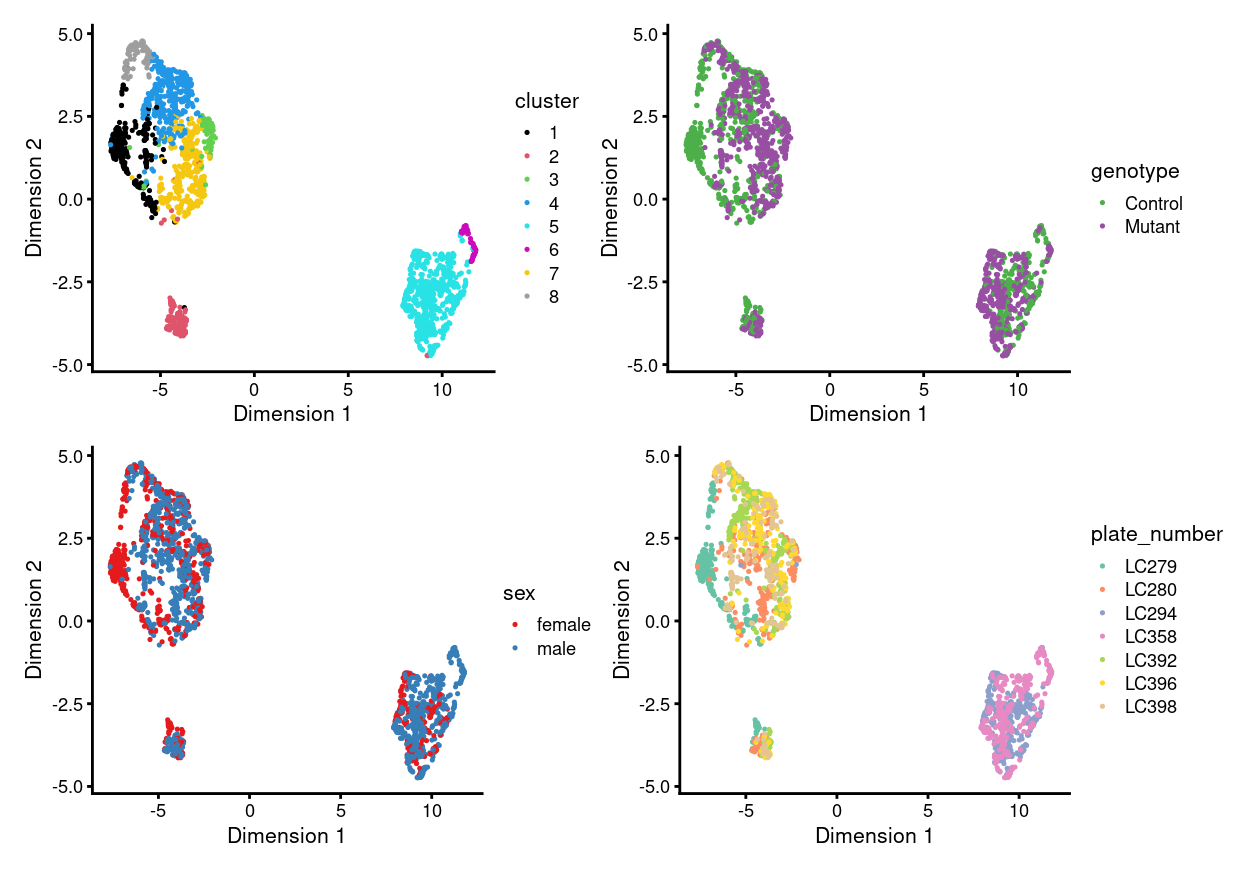 5.0
2.5
0.0
-2.5
-5.0
Dimension 2
-5 0 5 10
Dimension 1
cluster
1
2
3
4
5
6
7
8
5.0
2.5
0.0
-2.5
-5.0
Dimension 2
-5 0 5 10
Dimension 1
genotype
Control
Mutant
5.0
2.5
0.0
-2.5
-5.0
Dimension 2
-5 0 5 10
Dimension 1
sex
female
male
5.0
2.5
0.0
-2.5
-5.0
Dimension 2
-5 0 5 10
Dimension 1
plate_number
LC279
LC280
LC294
LC358
LC392
LC396
LC398